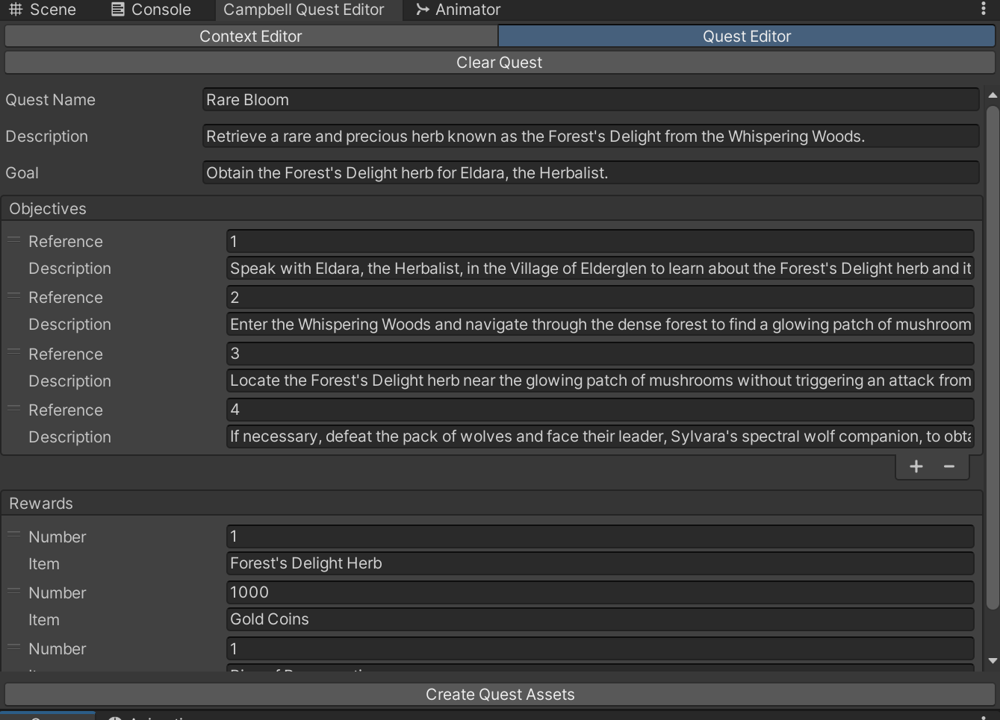 Scene Console Campbell Quest Editor Animator
Context Editor Quest Editor
Clear Quest
Quest Name Rare Bloom
Description Retrieve a rare and precious herb known as the Forest's Delight from the Whispering Woods.
Goal Obtain the Forest's Delight herb for Eldara, the Herbalist.
Objectives
Reference 1
Description Speak with Eldara, the Herbalist, in the Village of Elderglen to learn about the Forest's Delight herb and it
Reference 2
Description Enter the Whispering Woods and navigate through the dense forest to find a glowing patch of mushroom
Reference 3
Description Locate the Forest's Delight herb near the glowing patch of mushrooms without triggering an attack from
Reference 4
Description If necessary, defeat the pack of wolves and face their leader, Sylvara's spectral wolf companion, to obta
Rewards
Number 1
Item Forest's Delight Herb
Number 1000
Item Gold Coins
Number 1
Create Quest Assets